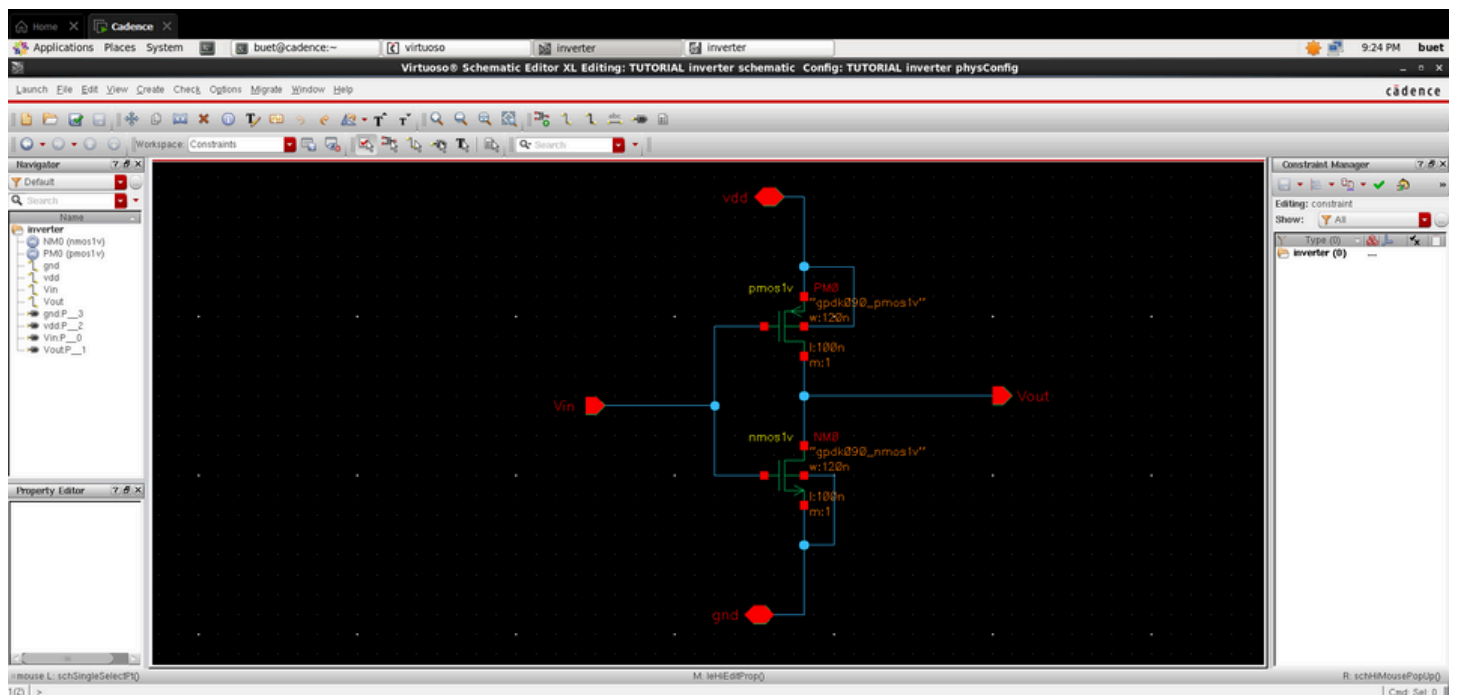 Home Cadence
Applications Places System buet@cadence:~ virtuoso inverter inverter 9:24 PM buet
Virtuoso® Schematic Editor XL Editing: TUTORIAL inverter schematic Config: TUTORIAL inverter physConfig
Launch File Edit View Create Check Options Migrate Window Help cādence
Workspace: Constraints Search
Navigator
Default
Search
Name
inverter
NM0 (nmos1v)
PM0 (pmos1v)
gnd
vdd
Vin
Vout
gnd:P__3
vdd:P__2
Vin:P__0
Vout:P__1
Property Editor
vdd
pmos1v PM0
"gpdk090_pmos1v"
w:120n
l:100n
m:1
Vin
Vout
nmos1v NM0
"gpdk090_nmos1v"
w:120n
l:100n
m:1
gnd
Constraint Manager
Editing: constraint
Show: All
Type (0)
inverter (0) ...
mouse L: schSingleSelectPt() M: leHiEditProp() R: schHiMousePopUp()
1(2) > Cmd: Sel: 0